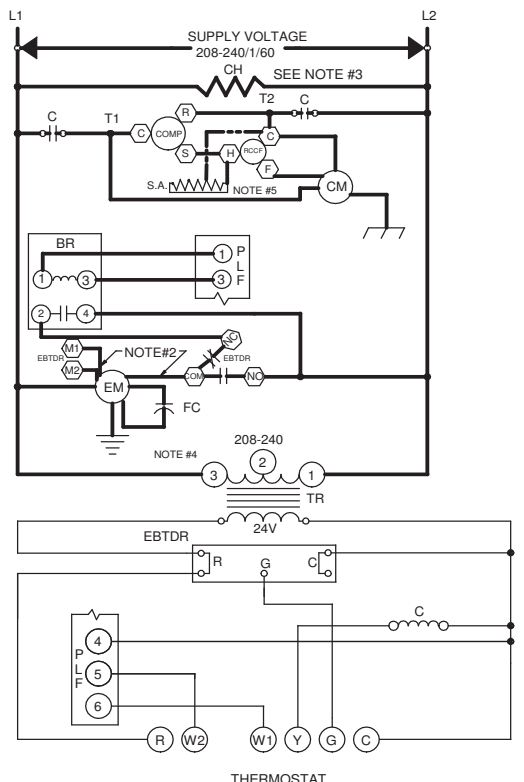 L1 L2
SUPPLY VOLTAGE
208-240/1/60
CH SEE NOTE #3
C T1 R T2 C
C COMP C
S H RCCF
F
S.A. NOTE #5 CM
BR
1 P
1 3 L
3 F
2 4
M1 NOTE#2 NC
EBTDR EBTDR
M2 EM COM NO
FC
208-240
NOTE #4 2
3 1
TR
24V
EBTDR
R G C
C
4
P
L 5
F
6
R W2 W1 Y G C
THERMOSTAT